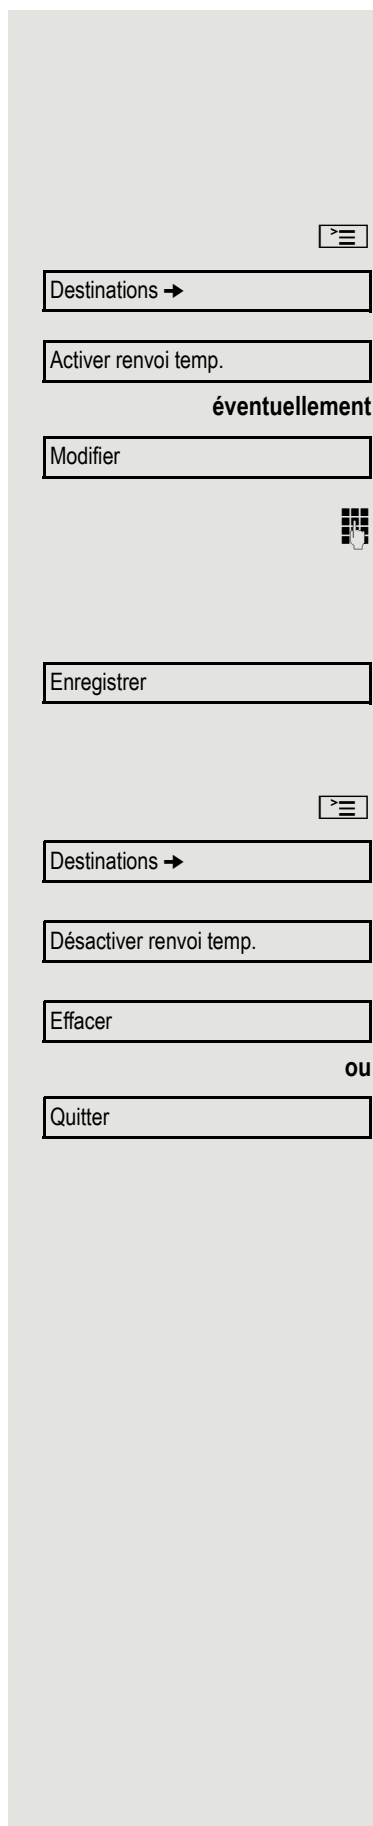 Destinations ➔
Activer renvoi temp.
éventuellement
Modifier
Enregistrer
Destinations ➔
Désactiver renvoi temp.
Effacer
ou
Quitter